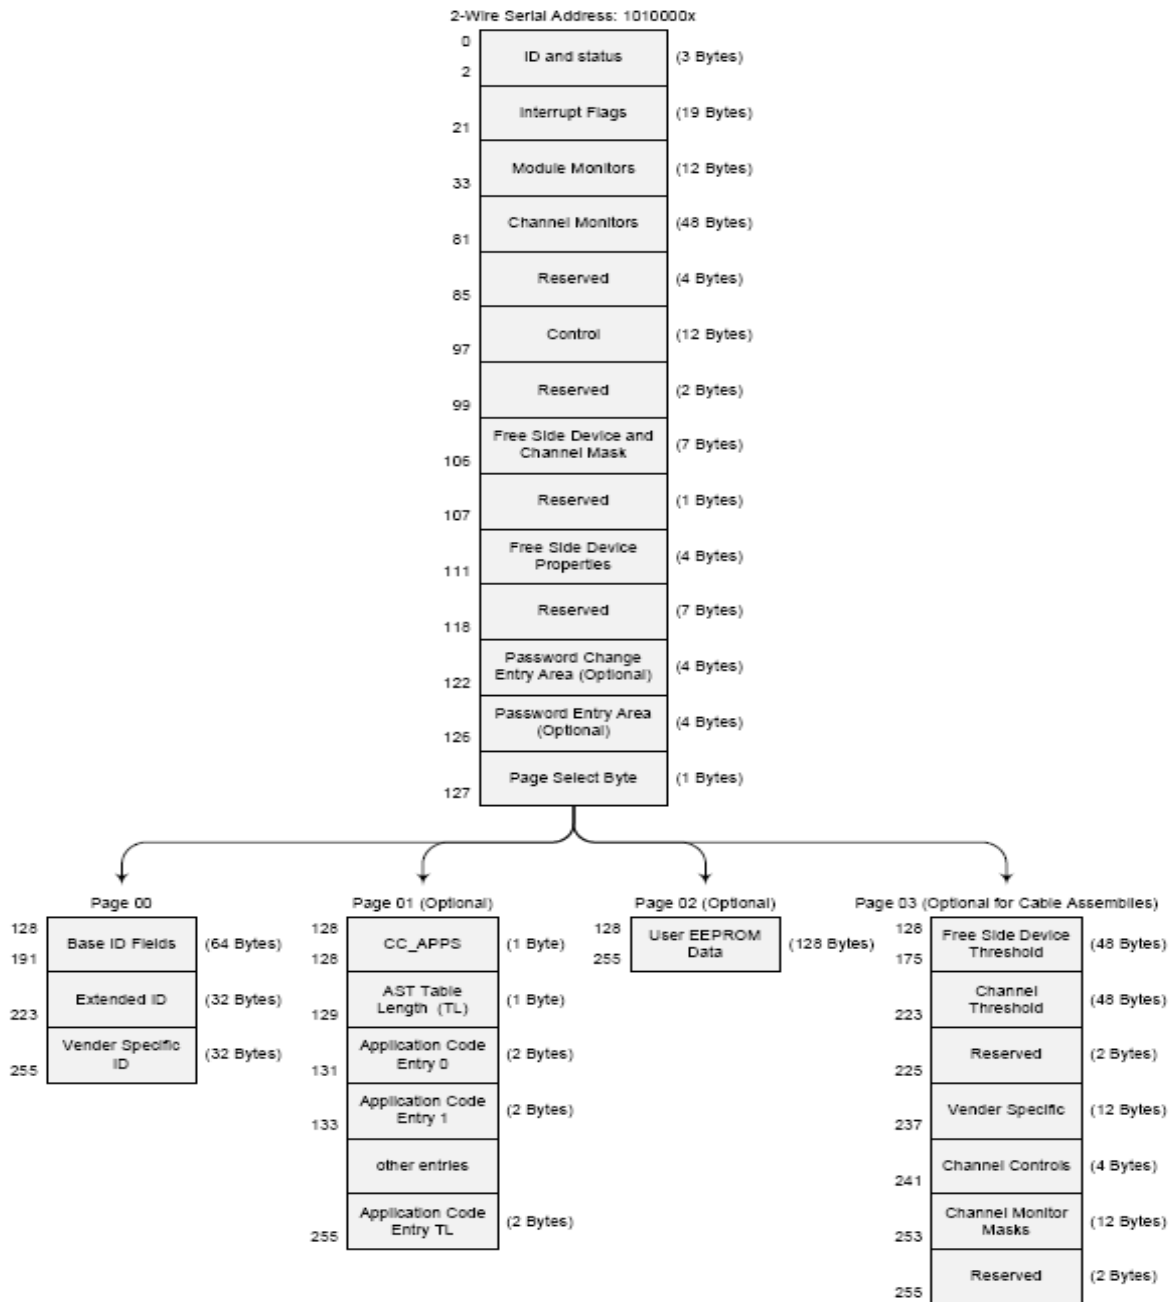 2-Wire Serial Address: 1010000x
0
ID and status (3 Bytes)
2
Interrupt Flags (19 Bytes)
21
Module Monitors (12 Bytes)
33
Channel Monitors (48 Bytes)
81
Reserved (4 Bytes)
85
Control (12 Bytes)
97
Reserved (2 Bytes)
99
Free Side Device and
Channel Mask (7 Bytes)
106
Reserved (1 Bytes)
107
Free Side Device
Properties (4 Bytes)
111
Reserved (7 Bytes)
118
Password Change
Entry Area (Optional) (4 Bytes)
122
Password Entry Area
(Optional) (4 Bytes)
126
Page Select Byte (1 Bytes)
127
Page 00
128
Base ID Fields (64 Bytes)
191
Extended ID (32 Bytes)
223
Vender Specific
ID (32 Bytes)
255
Page 01 (Optional)
128
CC_APPS (1 Byte)
128
AST Table
Length (TL) (1 Byte)
129
Application Code
Entry 0 (2 Bytes)
131
Application Code
Entry 1 (2 Bytes)
133
other entries
Application Code
Entry TL (2 Bytes)
255
Page 02 (Optional)
128
User EEPROM
Data (128 Bytes)
255
Page 03 (Optional for Cable Assemblies)
128
Free Side Device
Threshold (48 Bytes)
175
Channel
Threshold (48 Bytes)
223
Reserved (2 Bytes)
225
Vender Specific (12 Bytes)
237
Channel Controls (4 Bytes)
241
Channel Monitor
Masks (12 Bytes)
253
Reserved (2 Bytes)
255